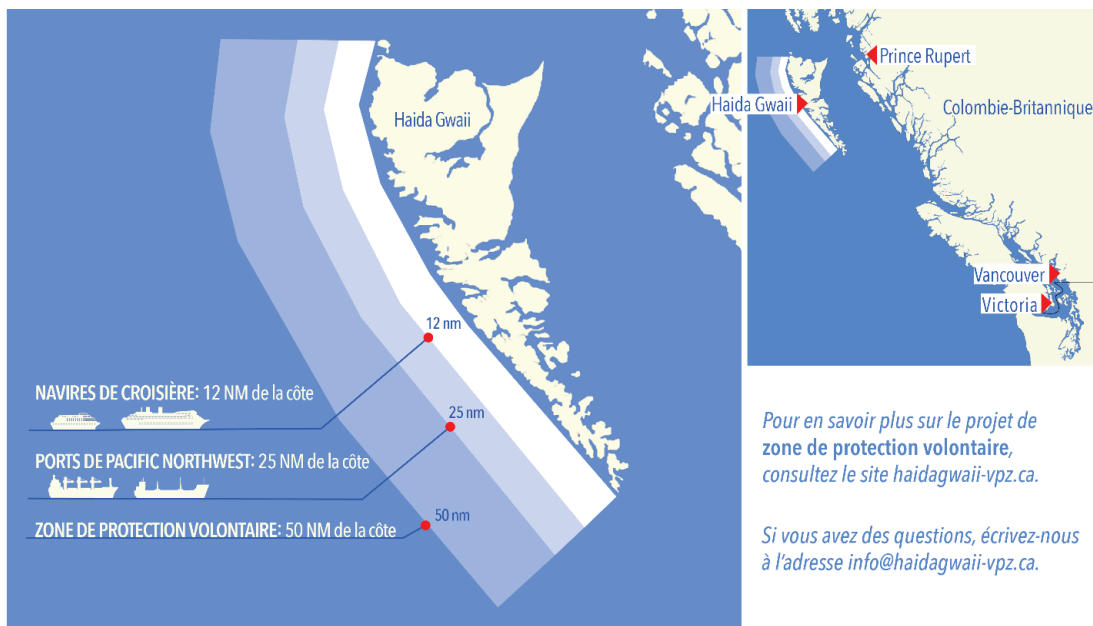 Haida Gwaii
12 nm
NAVIRES DE CROISIÈRE: 12 NM de la côte
25 nm
PORTS DE PACIFIC NORTHWEST: 25 NM de la côte
50 nm
ZONE DE PROTECTION VOLONTAIRE: 50 NM de la côte
Prince Rupert
Haida Gwaii
Colombie-Britannique
Vancouver
Victoria
Pour en savoir plus sur le projet de
zone de protection volontaire,
consultez le site haidagwaii-vpz.ca.
Si vous avez des questions, écrivez-nous
à l'adresse info@haidagwaii-vpz.ca.